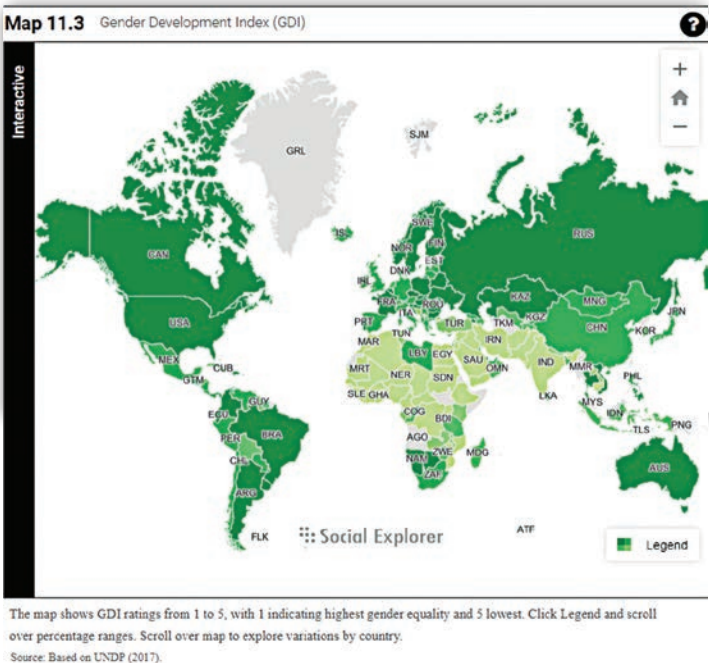 Map 11.3 Gender Development Index (GDI)
?
Interactive
+
−
GRL
SJM
IS
SWE
NOR
FIN
RUS
CAN
EST
DNK
IRL
KAZ
FRA
ROU
MNG
USA
ITA
KGZ
JPN
PRT
TUR
TKM
CHN
KOR
TUN
MAR
IRN
MEX
LBY
EGY
SAU
IND
CUB
MRT
NER
SDN
OMN
MMR
PHL
GTM
SLE
GHA
LKA
GUY
MYS
ECU
COG
BDI
IDN
PNG
PER
BRA
AGO
TLS
CHL
ZWE
MDG
NAM
ZAF
AUS
ARG
FLK
Social Explorer
ATF
Legend
The map shows GDI ratings from 1 to 5, with 1 indicating highest gender equality and 5 lowest. Click Legend and scroll
over percentage ranges. Scroll over map to explore variations by country.
Source: Based on UNDP (2017).